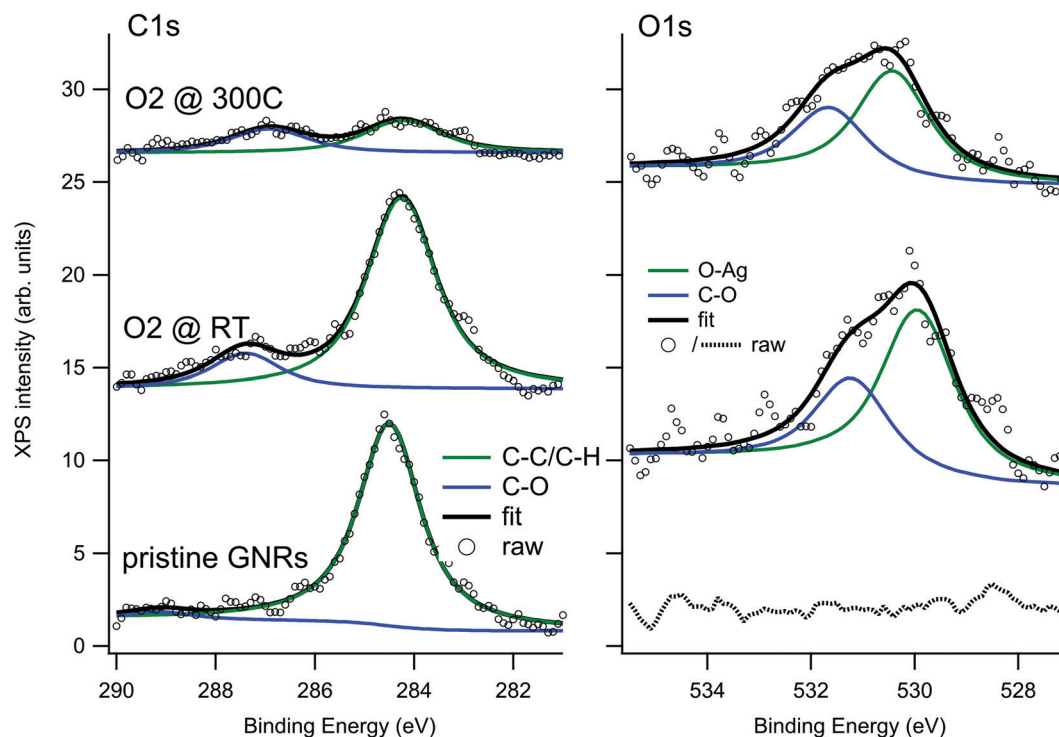 C1s
O1s
XPS intensity (arb. units)
30
25
20
15
10
5
0
O2 @ 300C
O2 @ RT
pristine GNRs
C-C/C-H
C-O
fit
raw
290
288
286
284
282
Binding Energy (eV)
O-Ag
C-O
fit
/ raw
534
532
530
528
Binding Energy (eV)